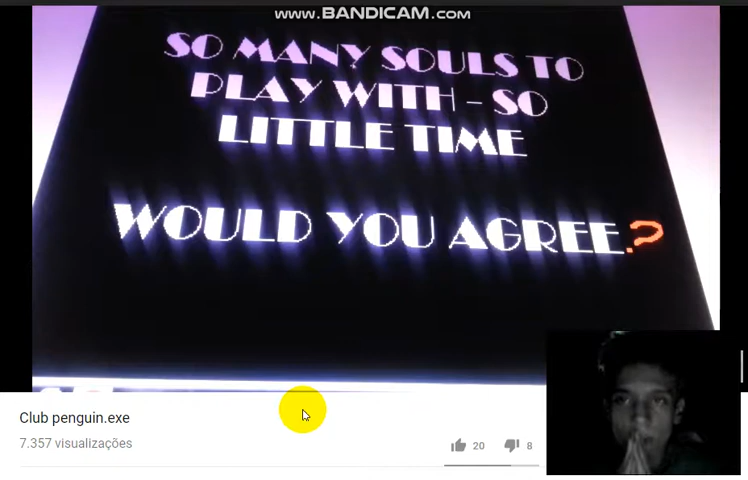 WWW.BANDICAM.COM
SO MANY SOULS TO
PLAY WITH - SO
LITTLE TIME
WOULD YOU AGREE.?
Club penguin.exe
7.357 visualizações
20
8